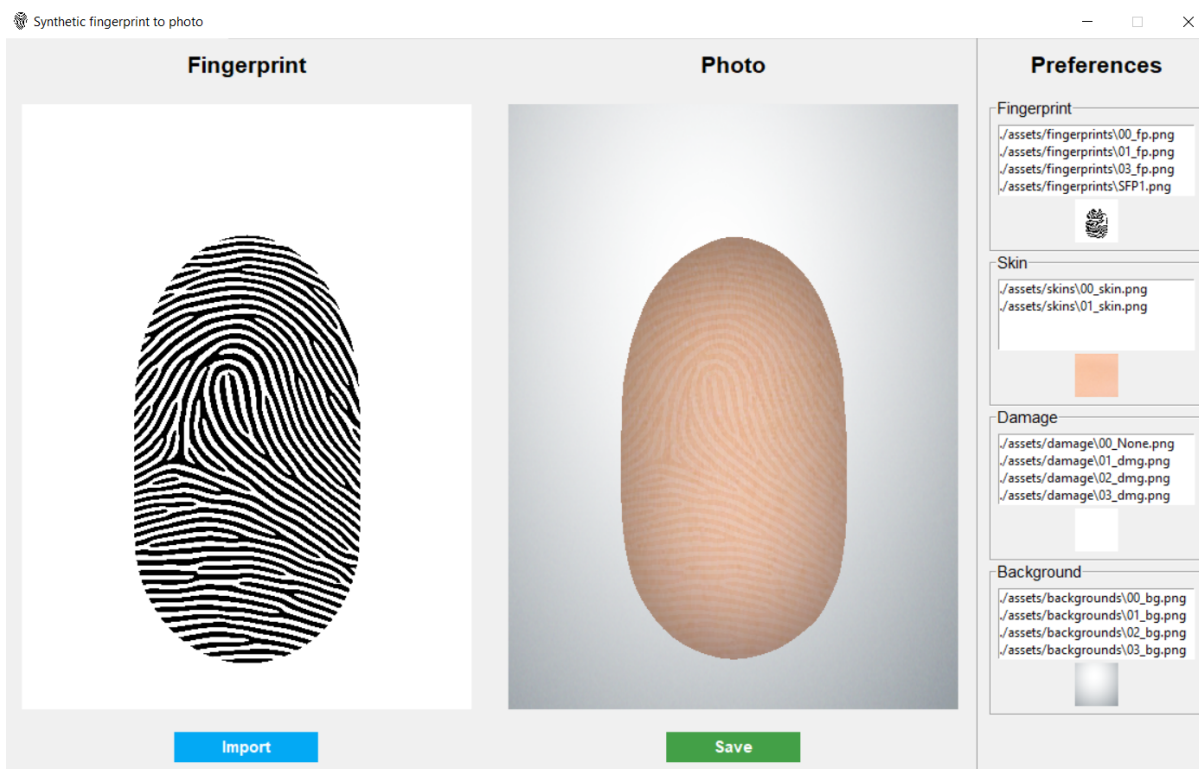 Synthetic fingerprint to photo
Fingerprint
Photo
Preferences
Fingerprint
./assets/fingerprints\00_fp.png
./assets/fingerprints\01_fp.png
./assets/fingerprints\03_fp.png
./assets/fingerprints\SFP1.png
Skin
./assets/skins\00_skin.png
./assets/skins\01_skin.png
Damage
./assets/damage\00_None.png
./assets/damage\01_dmg.png
./assets/damage\02_dmg.png
./assets/damage\03_dmg.png
Background
./assets/backgrounds\00_bg.png
./assets/backgrounds\01_bg.png
./assets/backgrounds\02_bg.png
./assets/backgrounds\03_bg.png
Import
Save